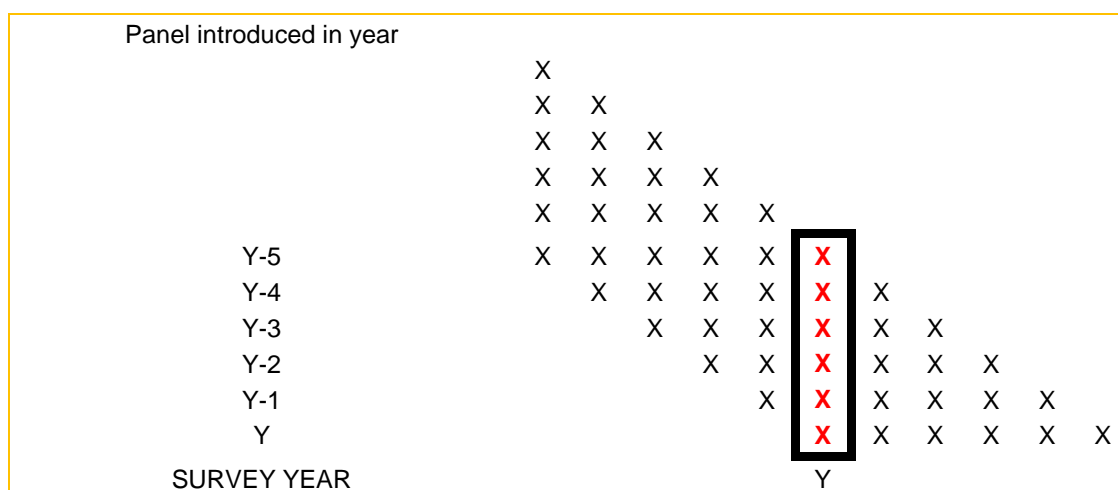 Panel introduced in year
X
X X
X X X
X X X X
X X X X X
Y-5 X X X X X X
Y-4 X X X X X X
Y-3 X X X X X X
Y-2 X X X X X X
Y-1 X X X X X X
Y X X X X X X
SURVEY YEAR Y